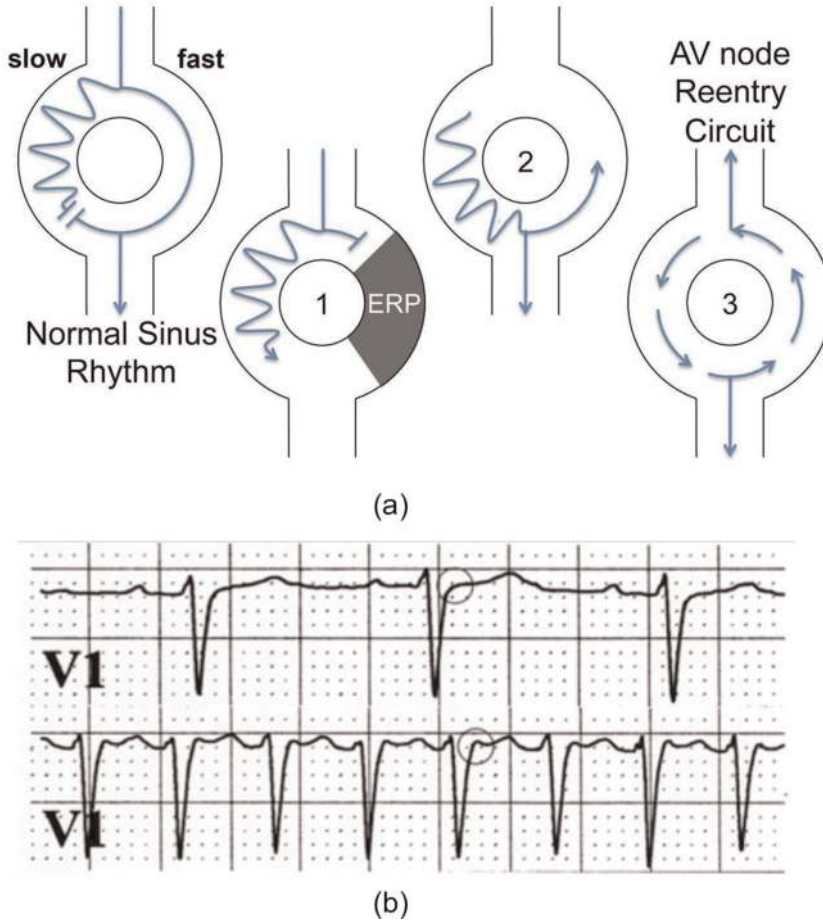 slow
fast
Normal Sinus
Rhythm
1
ERP
2
AV node
Reentry
Circuit
3
(a)
V1
V1
(b)